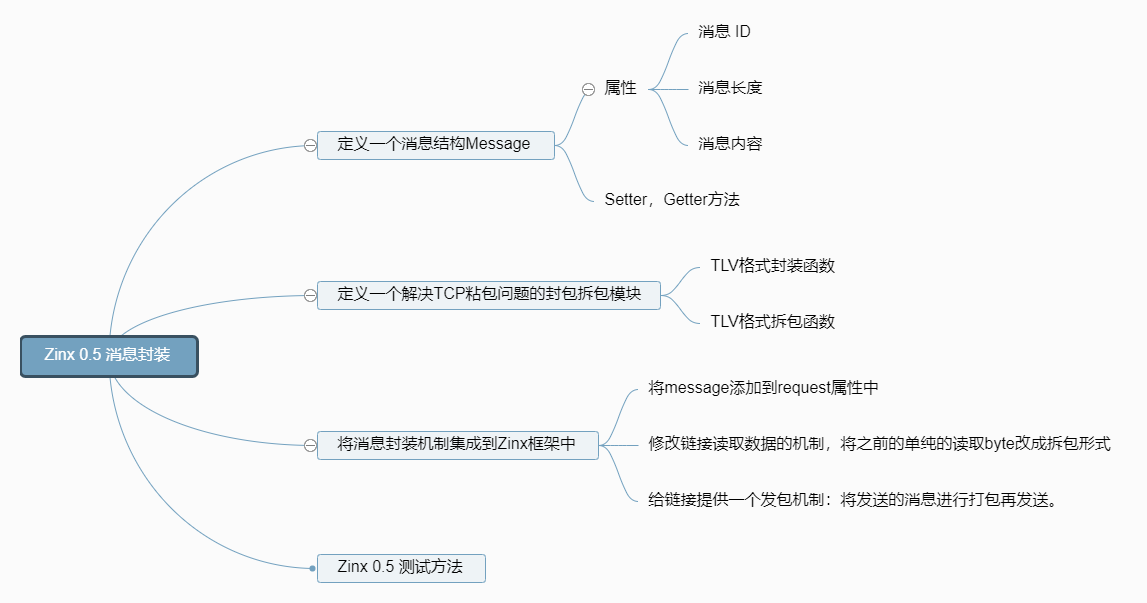 消息 ID
属性
消息长度
消息内容
定义一个消息结构Message
Setter，Getter方法
TLV格式封装函数
定义一个解决TCP粘包问题的封包拆包模块
TLV格式拆包函数
Zinx 0.5 消息封装
将message添加到request属性中
将消息封装机制集成到Zinx框架中
修改链接读取数据的机制，将之前的单纯的读取byte改成拆包形式
给链接提供一个发包机制：将发送的消息进行打包再发送。
Zinx 0.5 测试方法